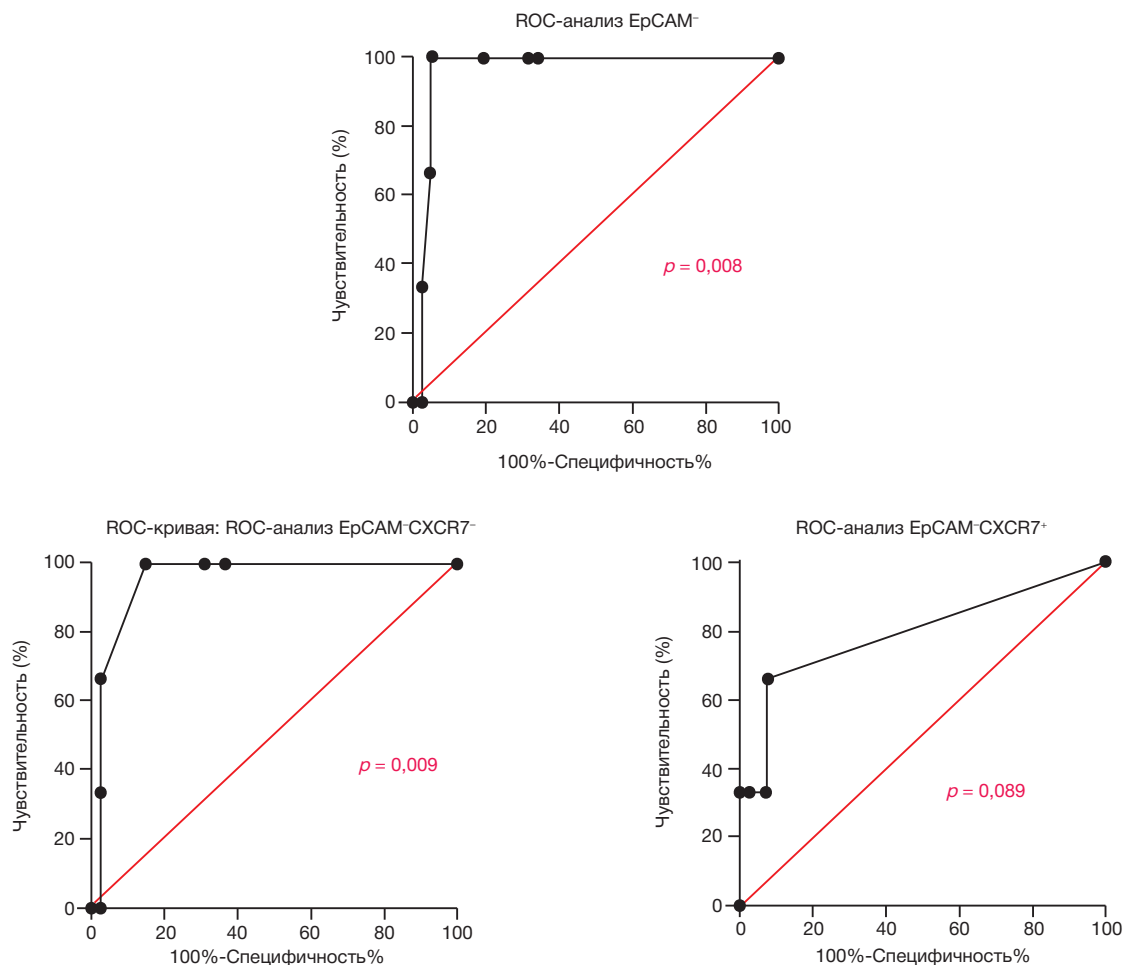 ROC-анализ EpCAM⁻
100
80
60
40
20
0
Чувствительность (%)
p = 0,008
0 20 40 60 80 100
100%-Специфичность%
ROC-кривая: ROC-анализ EpCAM⁻CXCR7⁻
100
80
60
40
20
0
Чувствительность (%)
p = 0,009
0 20 40 60 80 100
100%-Специфичность%
ROC-анализ EpCAM⁻CXCR7⁺
100
80
60
40
20
0
Чувствительность (%)
p = 0,089
0 20 40 60 80 100
100%-Специфичность%